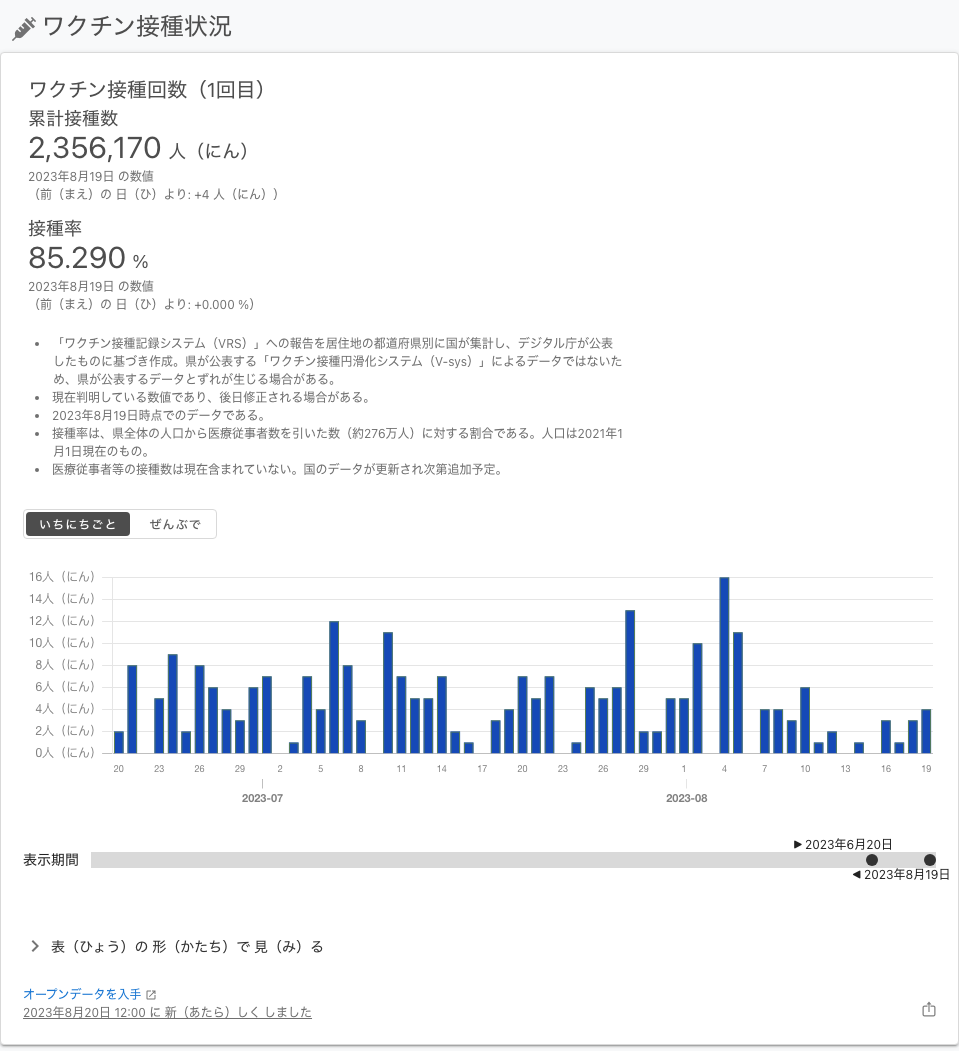 ワクチン接種状況
ワクチン接種回数（1回目）
累計接種数
2,356,170 人（にん）
2023年8月19日 の数値
（前（まえ）の 日（ひ）より: +4 人（にん））
接種率
85.290 %
2023年8月19日 の数値
（前（まえ）の 日（ひ）より: +0.000 %）
• 「ワクチン接種記録システム（VRS）」への報告を居住地の都道府県別に国が集計し、デジタル庁が公表
したものに基づき作成。県が公表する「ワクチン接種円滑化システム（V-sys）」によるデータではないた
め、県が公表するデータとずれが生じる場合がある。
• 現在判明している数値であり、後日修正される場合がある。
• 2023年8月19日時点でのデータである。
• 接種率は、県全体の人口から医療従事者数を引いた数（約276万人）に対する割合である。人口は2021年1
月1日現在のもの。
• 医療従事者等の接種数は現在含まれていない。国のデータが更新され次第追加予定。
いちにちごと ぜんぶで
16人（にん）
14人（にん）
12人（にん）
10人（にん）
8人（にん）
6人（にん）
4人（にん）
2人（にん）
0人（にん）
20 23 26 29 2 5 8 11 14 17 20 23 26 29 1 4 7 10 13 16 19
2023-07 2023-08
▶ 2023年6月20日
表示期間
◀ 2023年8月19日
表（ひょう）の 形（かたち）で 見（み）る
オープンデータを入手
2023年8月20日 12:00 に 新（あたら）しく しました